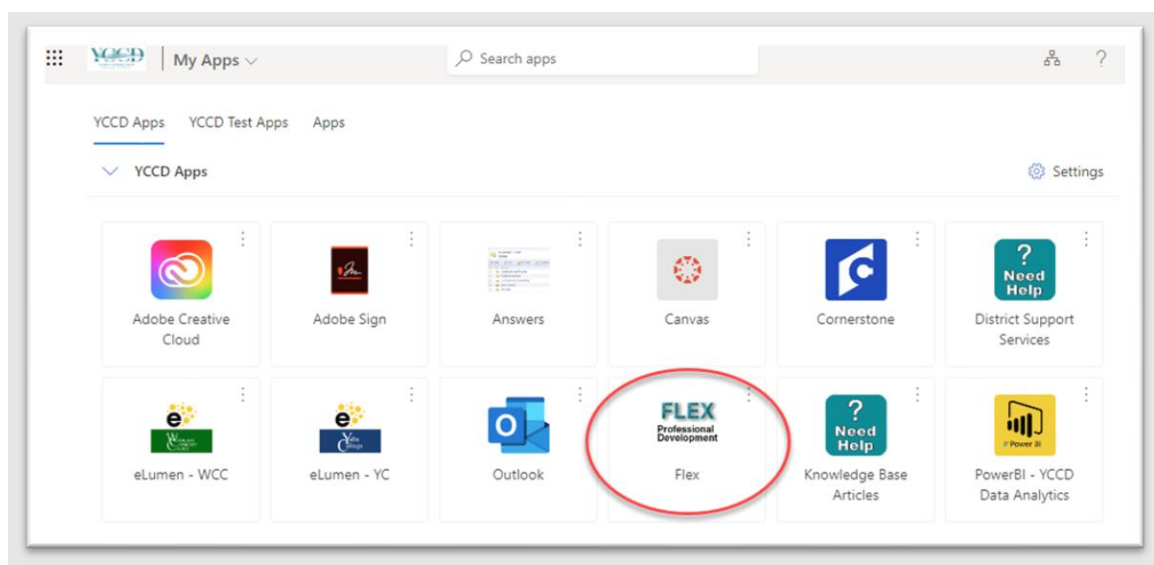 YCCD
My Apps
Search apps
?
YCCD Apps
YCCD Test Apps
Apps
YCCD Apps
Settings
Adobe Creative
Cloud
Adobe Sign
Answers
Canvas
Cornerstone
?
Need
Help
District Support
Services
e
eLumen - WCC
e
Yuba
College
eLumen - YC
O
Outlook
FLEX
Professional
Development
Flex
?
Need
Help
Knowledge Base
Articles
Power BI
PowerBI - YCCD
Data Analytics